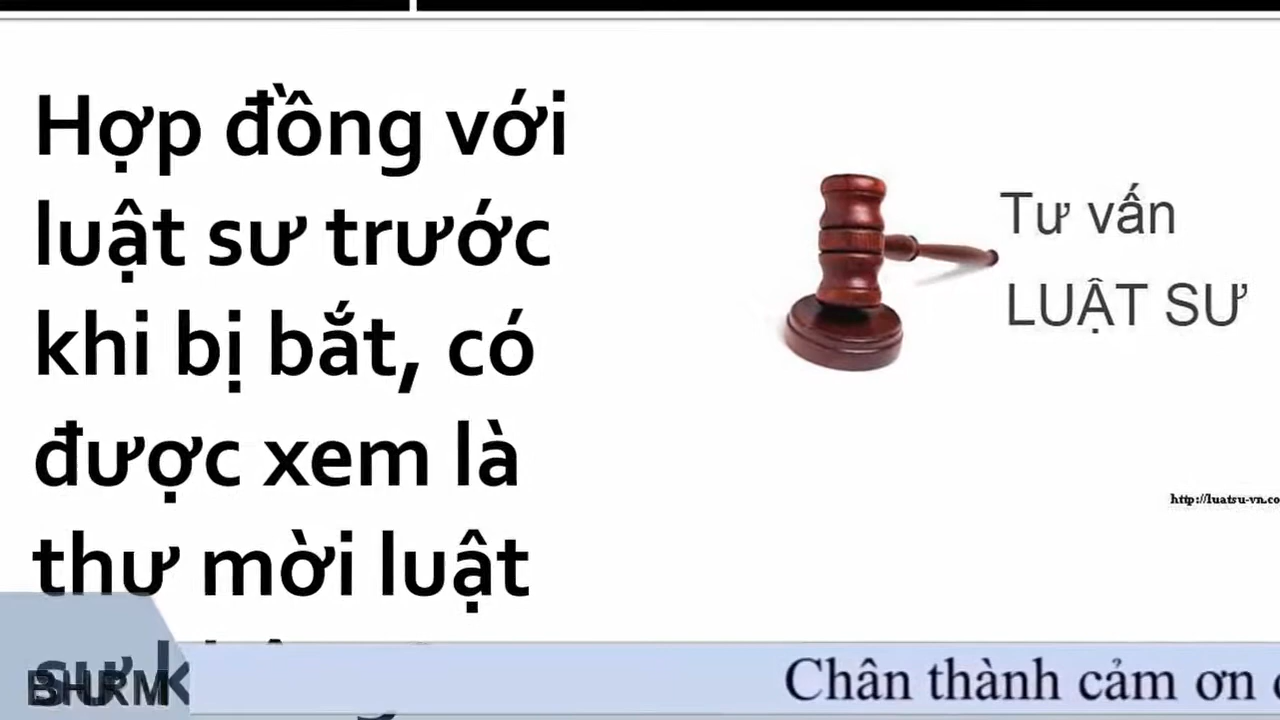 Hợp đồng với
luật sư trước
khi bị bắt, có
được xem là
thư mời luật
sư
Tư vấn
LUẬT SƯ
http://luatsu-vn.co
BHRM
Chân thành cảm ơn